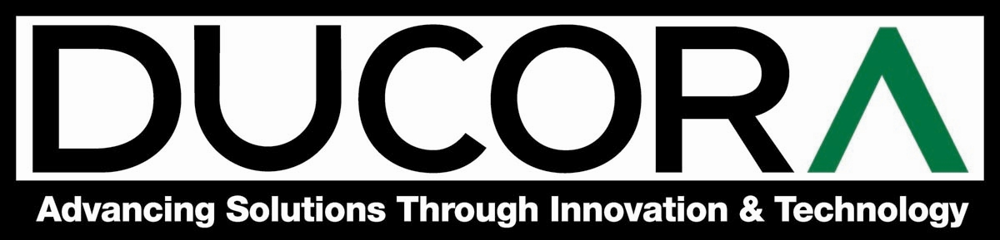 DUCORA
Advancing Solutions Through Innovation & Technology